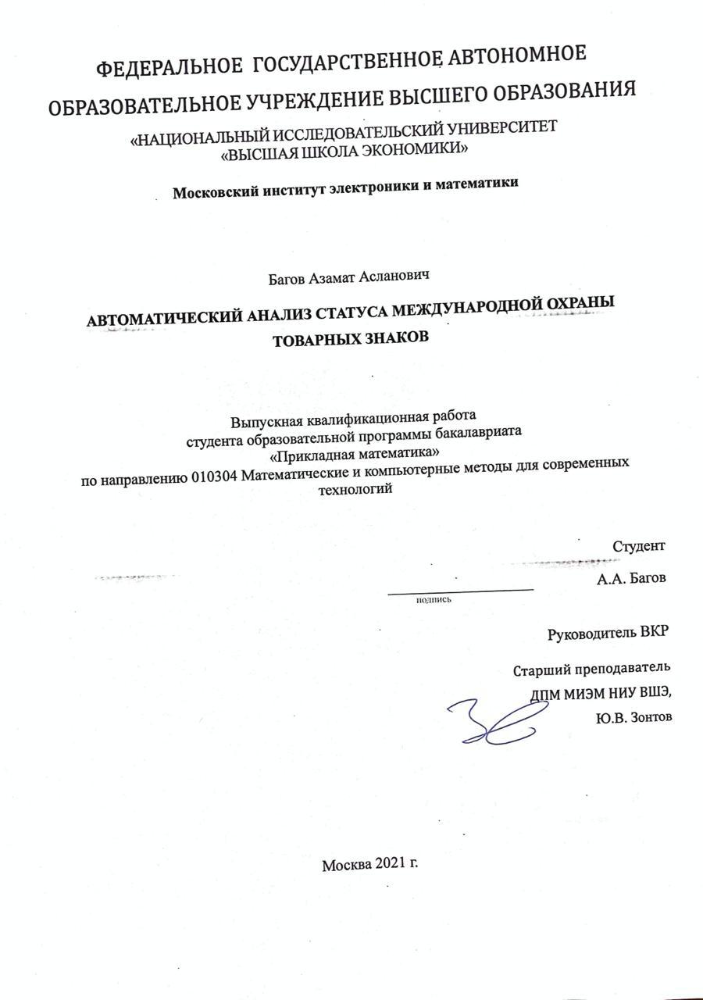 ФЕДЕРАЛЬНОЕ ГОСУДАРСТВЕННОЕ АВТОНОМНОЕ
ОБРАЗОВАТЕЛЬНОЕ УЧРЕЖДЕНИЕ ВЫСШЕГО ОБРАЗОВАНИЯ
«НАЦИОНАЛЬНЫЙ ИССЛЕДОВАТЕЛЬСКИЙ УНИВЕРСИТЕТ
«ВЫСШАЯ ШКОЛА ЭКОНОМИКИ»
Московский институт электроники и математики
Багов Азамат Асланович
АВТОМАТИЧЕСКИЙ АНАЛИЗ СТАТУСА МЕЖДУНАРОДНОЙ ОХРАНЫ
ТОВАРНЫХ ЗНАКОВ
Выпускная квалификационная работа
студента образовательной программы бакалавриата
«Прикладная математика»
по направлению 010304 Математические и компьютерные методы для современных
технологий
Студент
А.А. Багов
подпись
Руководитель ВКР
Старший преподаватель
ДПМ МИЭМ НИУ ВШЭ,
Ю.В. Зонтов
Москва 2021 г.